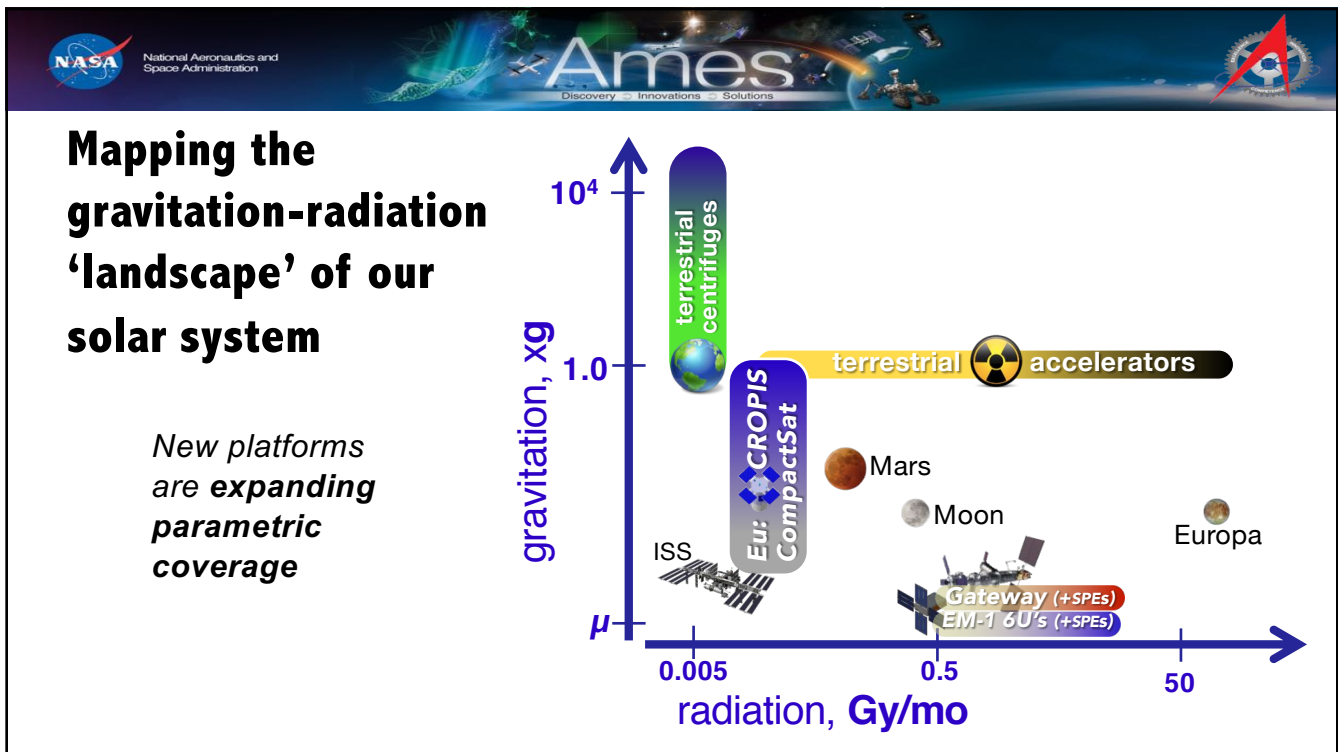 NASA
National Aeronautics and
Space Administration
Ames
Discovery Innovations Solutions
Mapping the
gravitation-radiation
‘landscape’ of our
solar system
New platforms
are expanding
parametric
coverage
gravitation, xg
10⁴
1.0
μ
terrestrial
centrifuges
Eu: CROPIS
CompactSat
terrestrial accelerators
Mars
Moon
Europa
ISS
Gateway (+SPEs)
EM-1 6U's (+SPEs)
0.005
0.5
50
radiation, Gy/mo